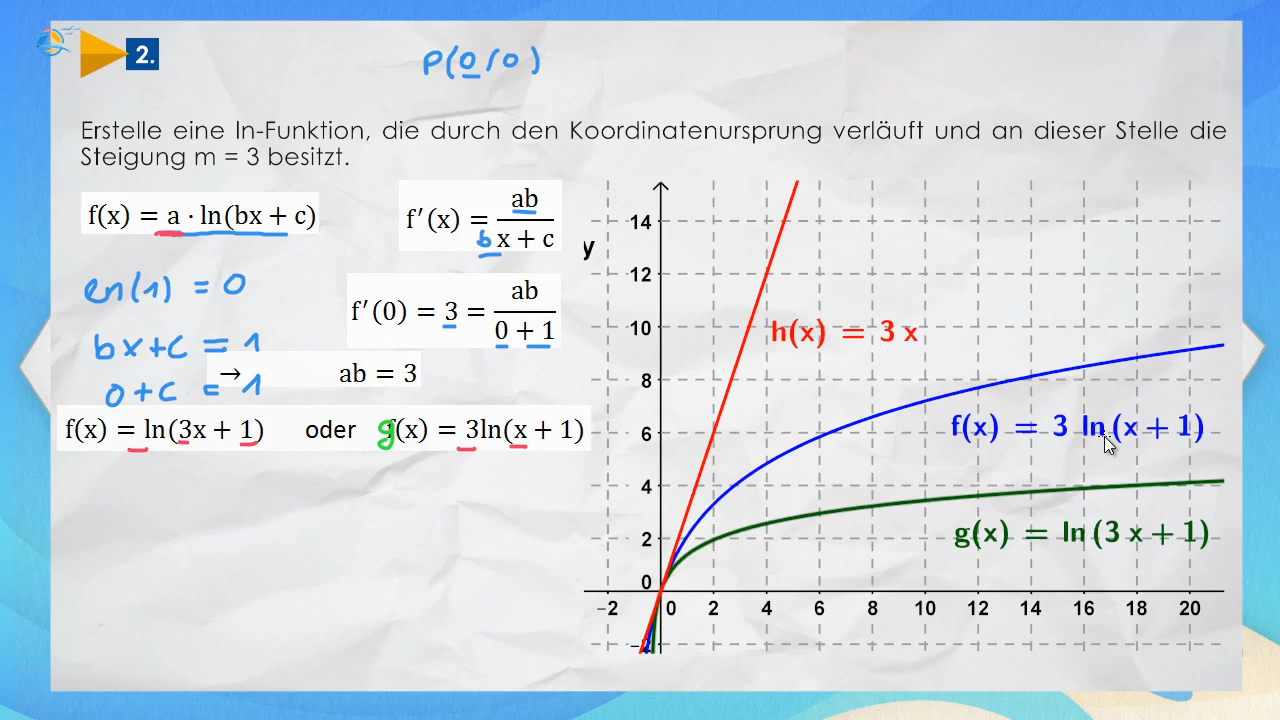 2.
P(0/0)
Erstelle eine ln-Funktion, die durch den Koordinatenursprung verläuft und an dieser Stelle die
Steigung m = 3 besitzt.
f(x) = a · ln(bx + c)
f′(x) = ab / bx + c
ln(1) = 0
f′(0) = 3 = ab / 0 + 1
bx+c = 1
0+c = 1
→ ab = 3
f(x) = ln(3x + 1) oder g(x) = 3ln(x + 1)
y
14
12
10
8
6
4
2
0
−2 0 2 4 6 8 10 12 14 16 18 20
h(x) = 3 x
f(x) = 3 ln (x + 1)
g(x) = ln (3 x + 1)